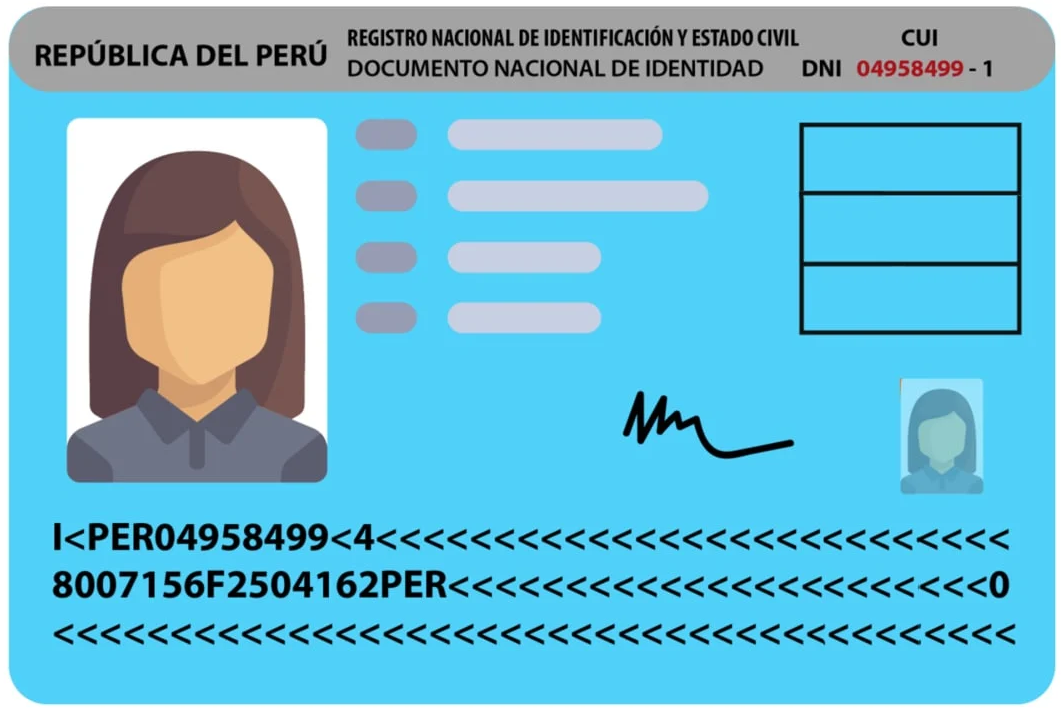 REPÚBLICA DEL PERÚ
REGISTRO NACIONAL DE IDENTIFICACIÓN Y ESTADO CIVIL
DOCUMENTO NACIONAL DE IDENTIDAD
CUI
DNI 04958499 - 1
I<PER04958499<4<<<<<<<<<<<<<<<<<<<<<<<<<<<
8007156F2504162PER<<<<<<<<<<<<<<<<<<<<<<<0
<<<<<<<<<<<<<<<<<<<<<<<<<<<<<<<<<<<<<<<<<